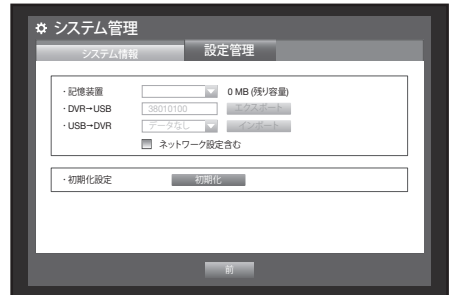 システム管理
システム情報 設定管理
・記憶装置 0 MB (残り容量)
・DVR→USB 38010100 エクスポート
・USB→DVR データなし インポート
ネットワーク設定含む
・初期化設定 初期化
前